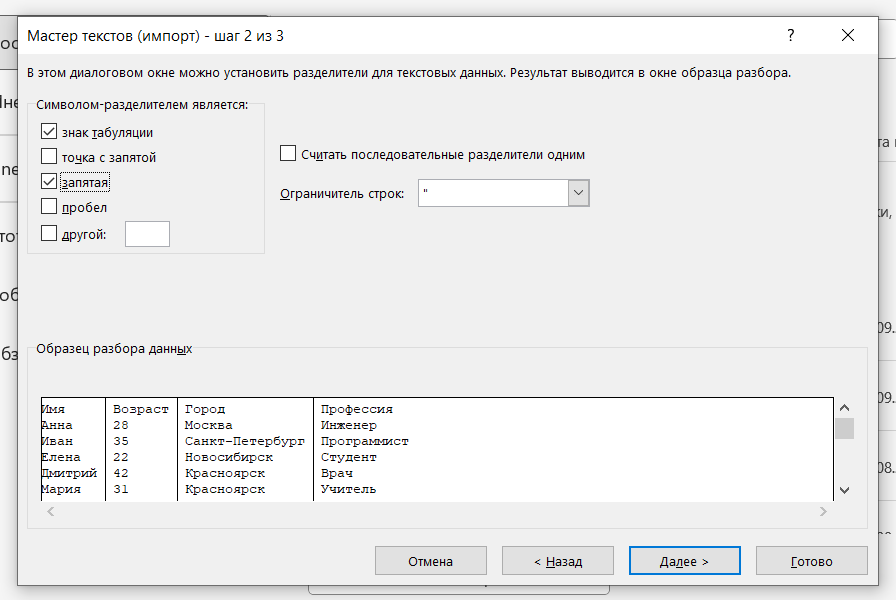 Мастер текстов (импорт) - шаг 2 из 3
?
В этом диалоговом окне можно установить разделители для текстовых данных. Результат выводится в окне образца разбора.
Символом-разделителем является:
знак табуляции
точка с запятой
запятая
пробел
другой:
Считать последовательные разделители одним
Ограничитель строк: "
Образец разбора данных
Имя Возраст Город Профессия
Анна 28 Москва Инженер
Иван 35 Санкт-Петербург Программист
Елена 22 Новосибирск Студент
Дмитрий 42 Красноярск Врач
Мария 31 Красноярск Учитель
Отмена < Назад Далее > Готово